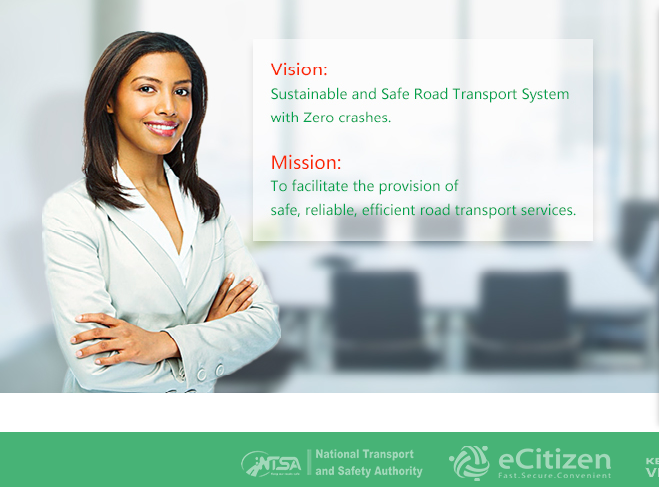 Vision:
Sustainable and Safe Road Transport System
with Zero crashes.
Mission:
To facilitate the provision of
safe, reliable, efficient road transport services.
NTSA
National Transport
and Safety Authority
eCitizen
Fast.Secure.Convenient